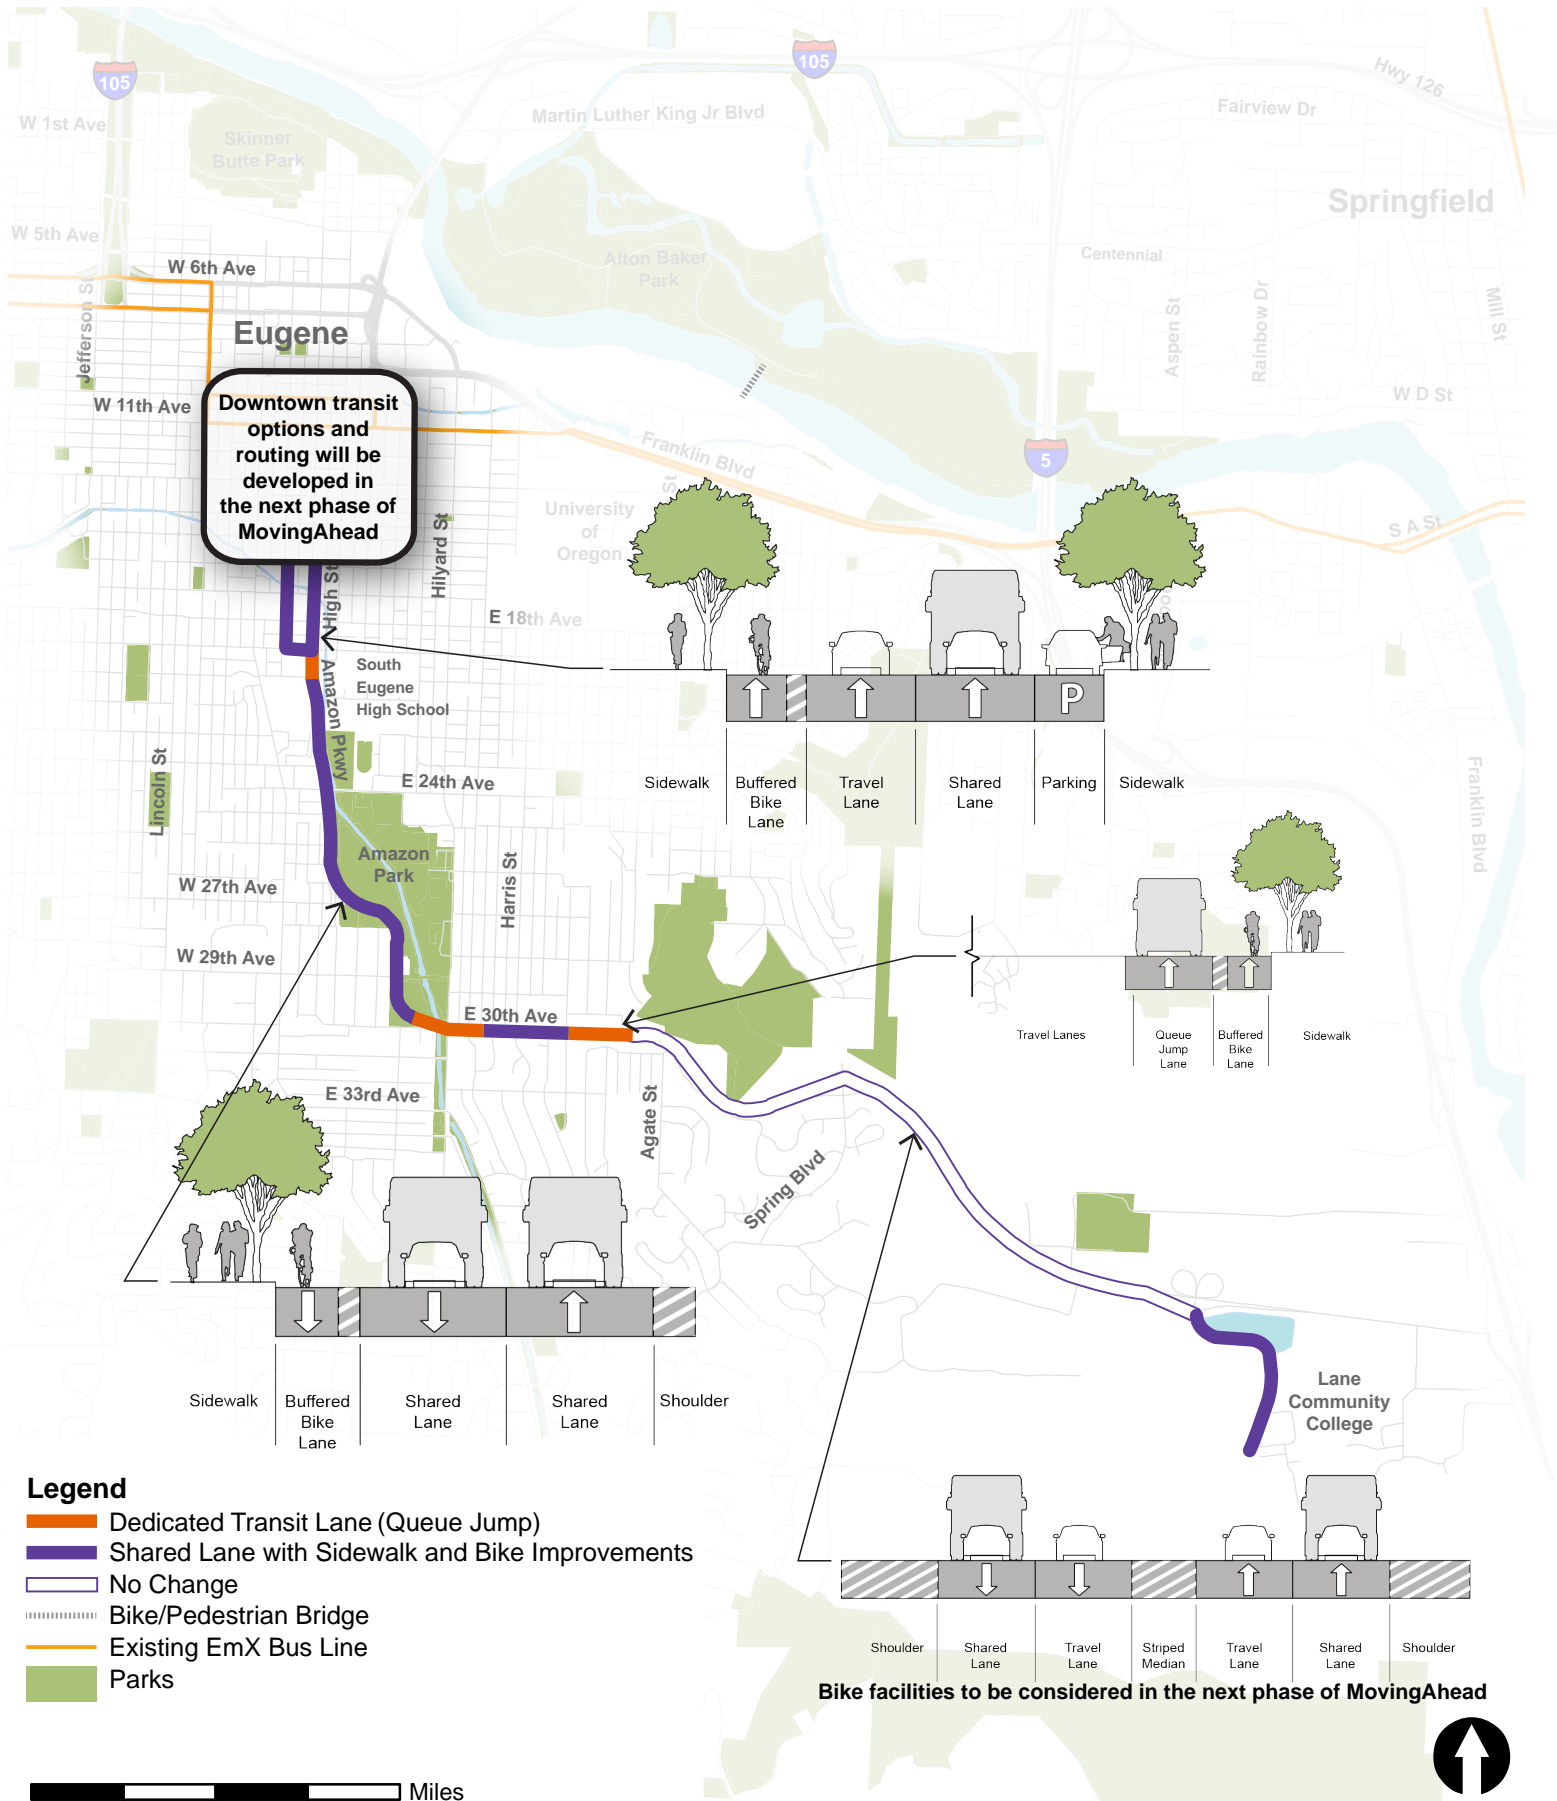 105
105
Hwy 126
W 1st Ave
Martin Luther King Jr Blvd
Fairview Dr
Skinner
Butte Park
Springfield
W 5th Ave
Centennial
W 6th Ave
Alton Baker
Park
Jefferson St
Aspen St
Rainbow Dr
Mill St
Eugene
W 11th Ave
W D St
Downtown transit
options and
routing will be
developed in
the next phase of
MovingAhead
Franklin Blvd
5
University
of
Oregon
St
S A St
Hilyard St
High St
E 18th Ave
South
Eugene
High School
Amazon Pkwy
P
Lincoln St
E 24th Ave
Sidewalk
Buffered
Bike
Lane
Travel
Lane
Shared
Lane
Parking
Sidewalk
Franklin Blvd
Amazon
Park
Harris St
W 27th Ave
W 29th Ave
E 30th Ave
Travel Lanes
Queue
Jump
Lane
Buffered
Bike
Lane
Sidewalk
E 33rd Ave
Agate St
Spring Blvd
Sidewalk
Buffered
Bike
Lane
Shared
Lane
Shared
Lane
Shoulder
Lane
Community
College
Legend
Dedicated Transit Lane (Queue Jump)
Shared Lane with Sidewalk and Bike Improvements
No Change
Bike/Pedestrian Bridge
Existing EmX Bus Line
Parks
Shoulder
Shared
Lane
Travel
Lane
Striped
Median
Travel
Lane
Shared
Lane
Shoulder
Bike facilities to be considered in the next phase of MovingAhead
Miles